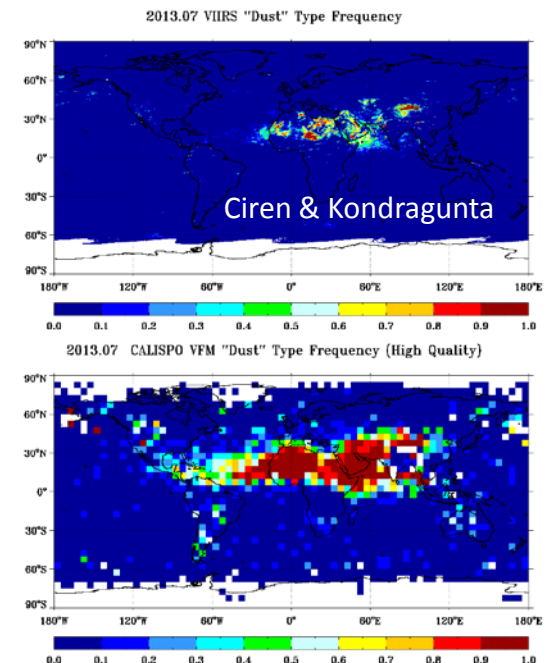 2013.07 VIIRS "Dust" Type Frequency
90°N
60°N
30°N
0°
30°S
Ciren & Kondragunta
60°S
90°S
180°W 120°W 60°W 0° 60°E 120°E 180°E
0.0 0.1 0.2 0.3 0.4 0.5 0.6 0.7 0.8 0.9 1.0
2013.07 CALISPO VFM "Dust" Type Frequency (High Quality)
90°N
60°N
30°N
0°
30°S
60°S
90°S
180°W 120°W 60°W 0° 60°E 120°E 180°E
0.0 0.1 0.2 0.3 0.4 0.5 0.6 0.7 0.8 0.9 1.0